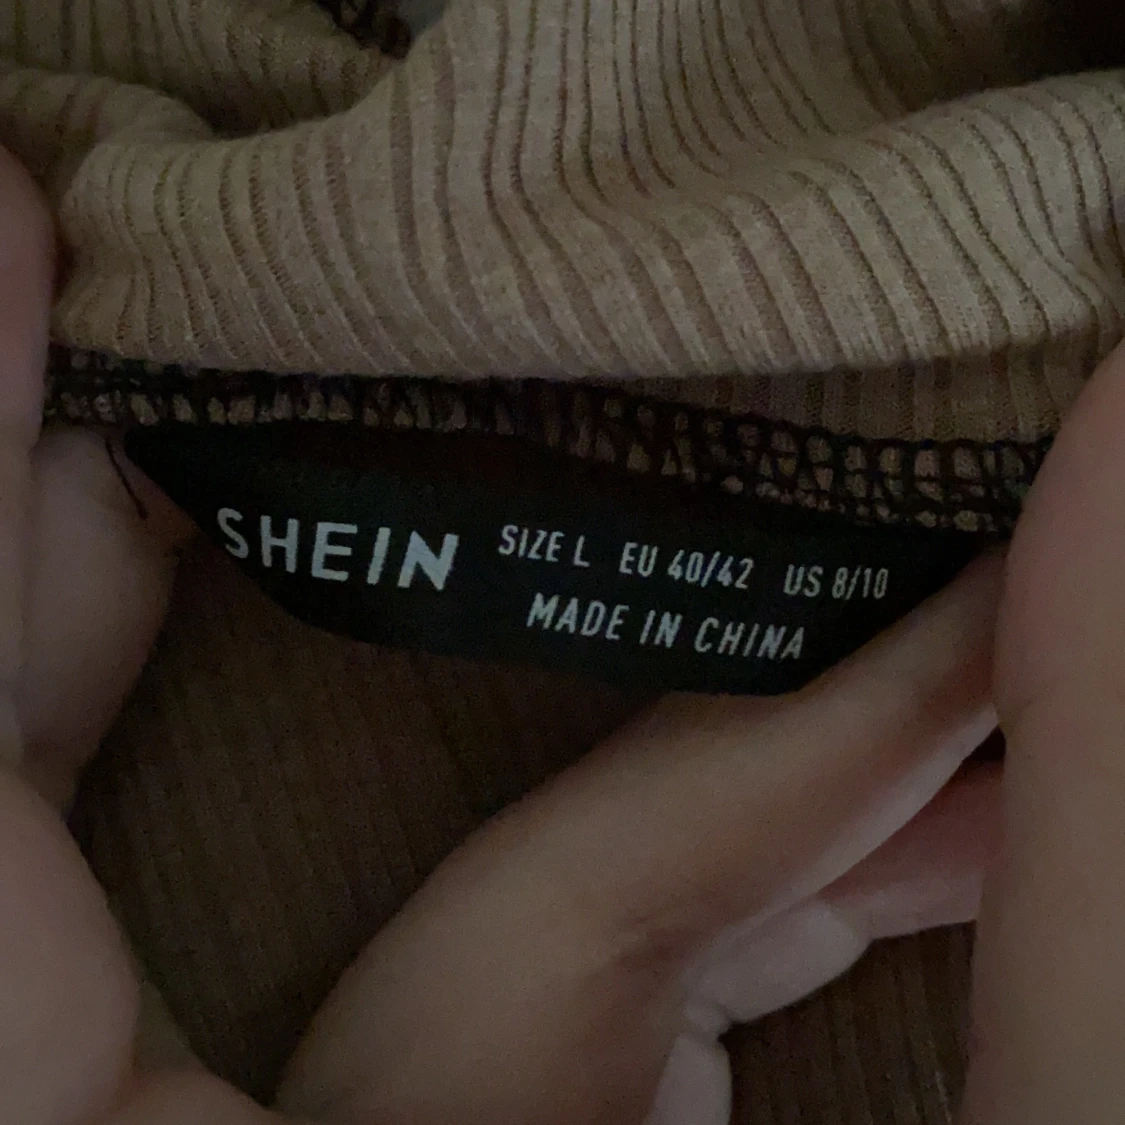 SHEIN SIZE L EU 40/42 US 8/10
MADE IN CHINA